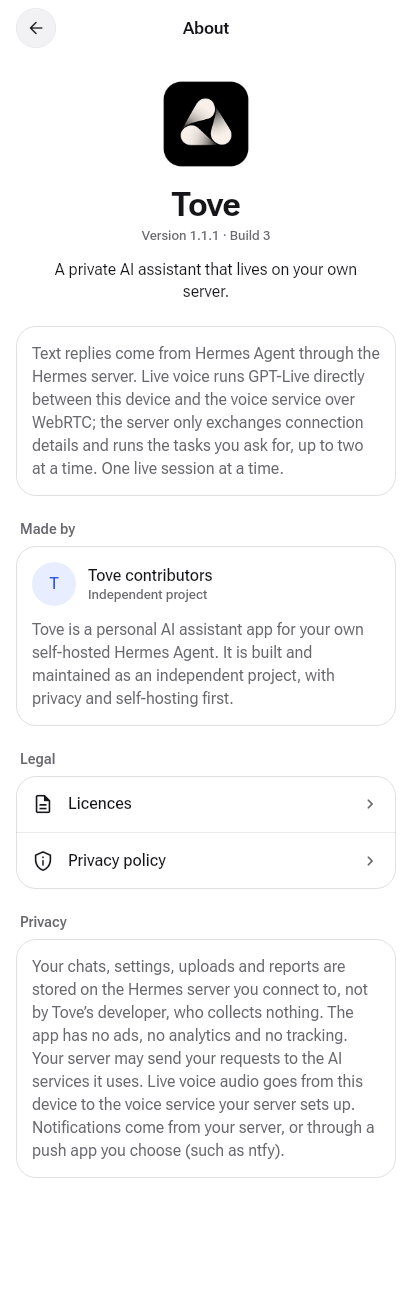 About
Tove
Version 1.1.1 · Build 3
A private AI assistant that lives on your own
server.
Text replies come from Hermes Agent through the
Hermes server. Live voice runs GPT-Live directly
between this device and the voice service over
WebRTC; the server only exchanges connection
details and runs the tasks you ask for, up to two
at a time. One live session at a time.
Made by
T
Tove contributors
Independent project
Tove is a personal AI assistant app for your own
self-hosted Hermes Agent. It is built and
maintained as an independent project, with
privacy and self-hosting first.
Legal
Licences
Privacy policy
Privacy
Your chats, settings, uploads and reports are
stored on the Hermes server you connect to, not
by Tove’s developer, who collects nothing. The
app has no ads, no analytics and no tracking.
Your server may send your requests to the AI
services it uses. Live voice audio goes from this
device to the voice service your server sets up.
Notifications come from your server, or through a
push app you choose (such as ntfy).